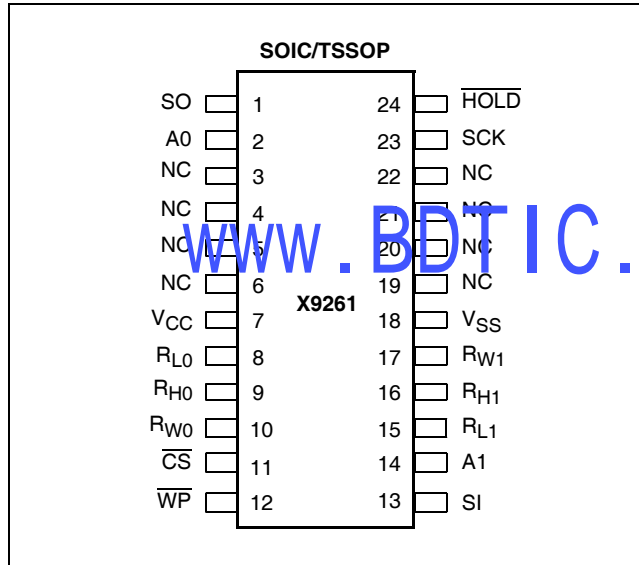 SOIC/TSSOP
SO 1 24 HOLD
A0 2 23 SCK
NC 3 22 NC
NC 4 21 NC
NC 5 20 NC
NC 6 19 NC
X9261
VCC 7 18 VSS
RL0 8 17 RW1
RH0 9 16 RH1
RW0 10 15 RL1
CS 11 14 A1
WP 12 13 SI
www.BDTIC.